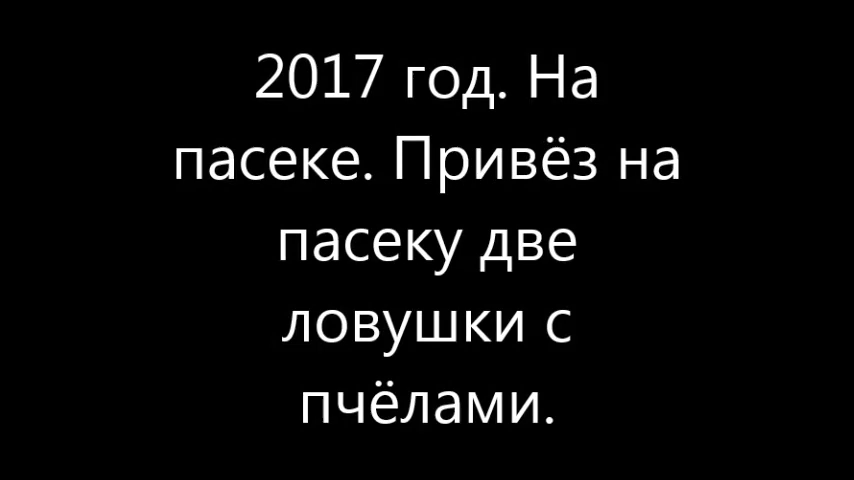 2017 год. На
пасеке. Привёз на
пасеку две
ловушки с
пчёлами.